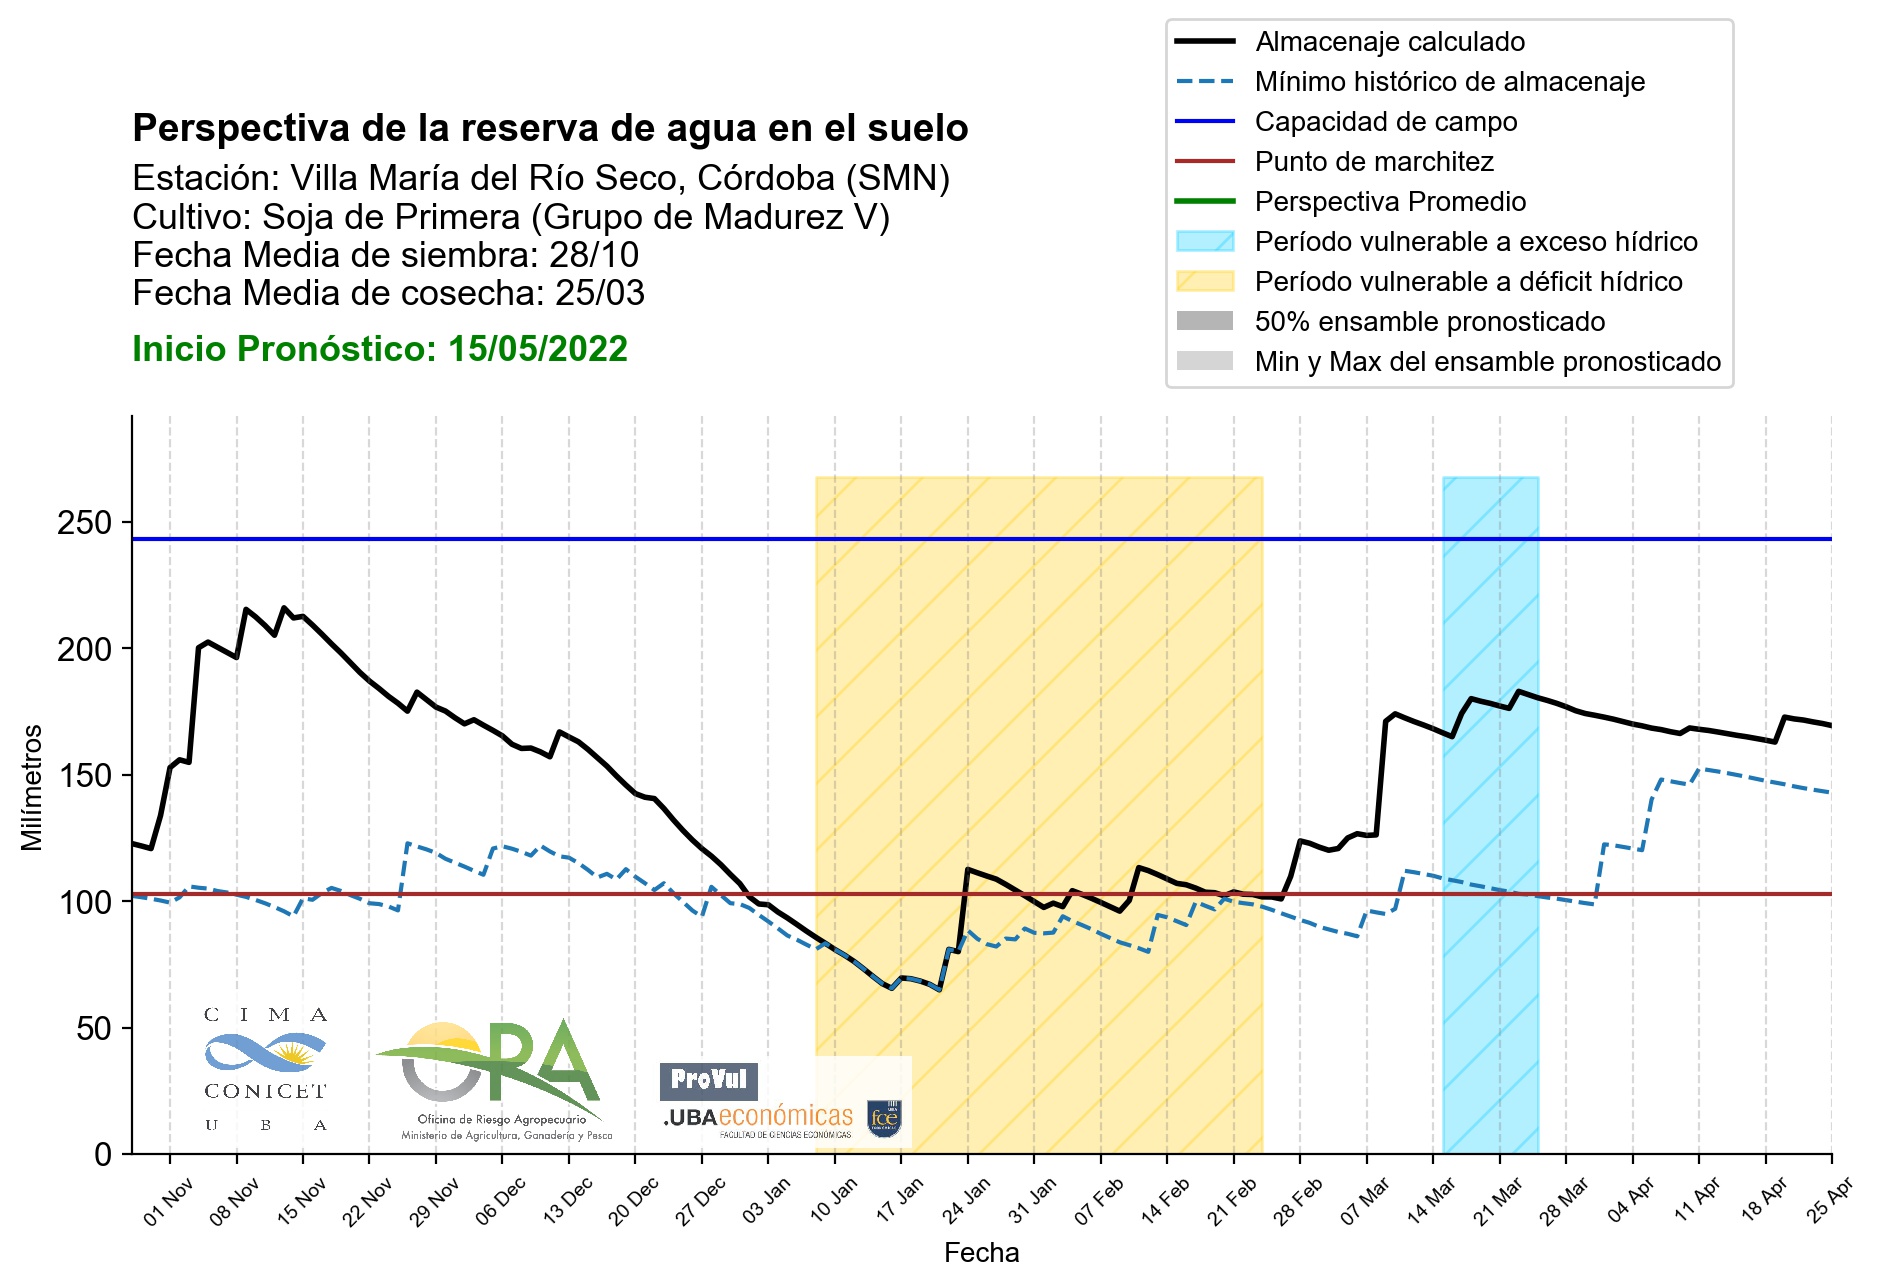 Almacenaje calculado
Mínimo histórico de almacenaje
Capacidad de campo
Punto de marchitez
Perspectiva Promedio
Período vulnerable a exceso hídrico
Período vulnerable a déficit hídrico
50% ensamble pronosticado
Min y Max del ensamble pronosticado
Perspectiva de la reserva de agua en el suelo
Estación: Villa María del Río Seco, Córdoba (SMN)
Cultivo: Soja de Primera (Grupo de Madurez V)
Fecha Media de siembra: 28/10
Fecha Media de cosecha: 25/03
Inicio Pronóstico: 15/05/2022
Milímetros
250
200
150
100
50
0
CIMA
CONICET
UBA
ORA
Oficina de Riesgo Agropecuario
Ministerio de Agricultura, Ganadería y Pesca
ProVul
.UBAeconómicas
FACULTAD DE CIENCIAS ECONÓMICAS
fce
01 Nov
08 Nov
15 Nov
22 Nov
29 Nov
06 Dec
13 Dec
20 Dec
27 Dec
03 Jan
10 Jan
17 Jan
24 Jan
31 Jan
07 Feb
14 Feb
21 Feb
28 Feb
07 Mar
14 Mar
21 Mar
28 Mar
04 Apr
11 Apr
18 Apr
25 Apr
Fecha